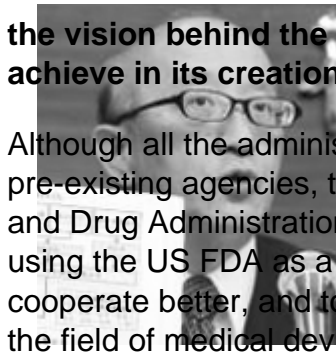 the vision behind the
achieve in its creation
Although all the adminis
pre-existing agencies, t
and Drug Administration
using the US FDA as a
cooperate better, and to
the field of medical dev